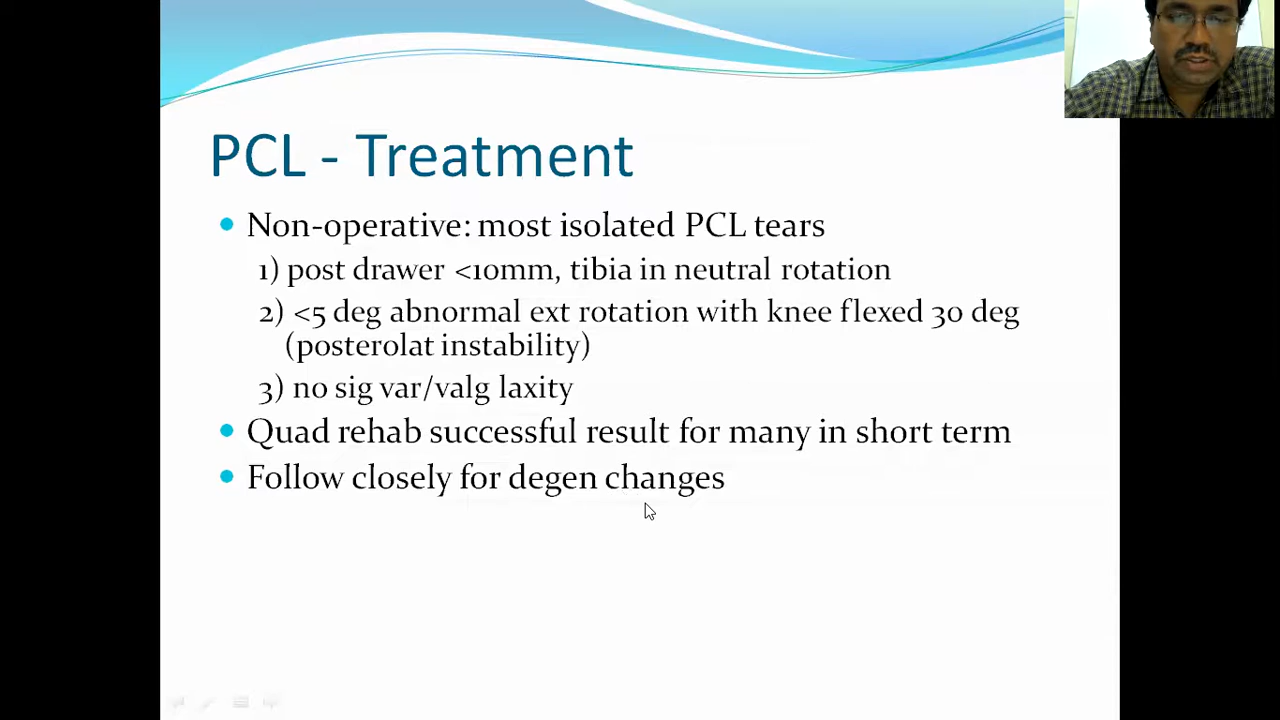 PCL - Treatment
Non-operative: most isolated PCL tears
1) post drawer <10mm, tibia in neutral rotation
2) <5 deg abnormal ext rotation with knee flexed 30 deg
(posterolat instability)
3) no sig var/valg laxity
Quad rehab successful result for many in short term
Follow closely for degen changes